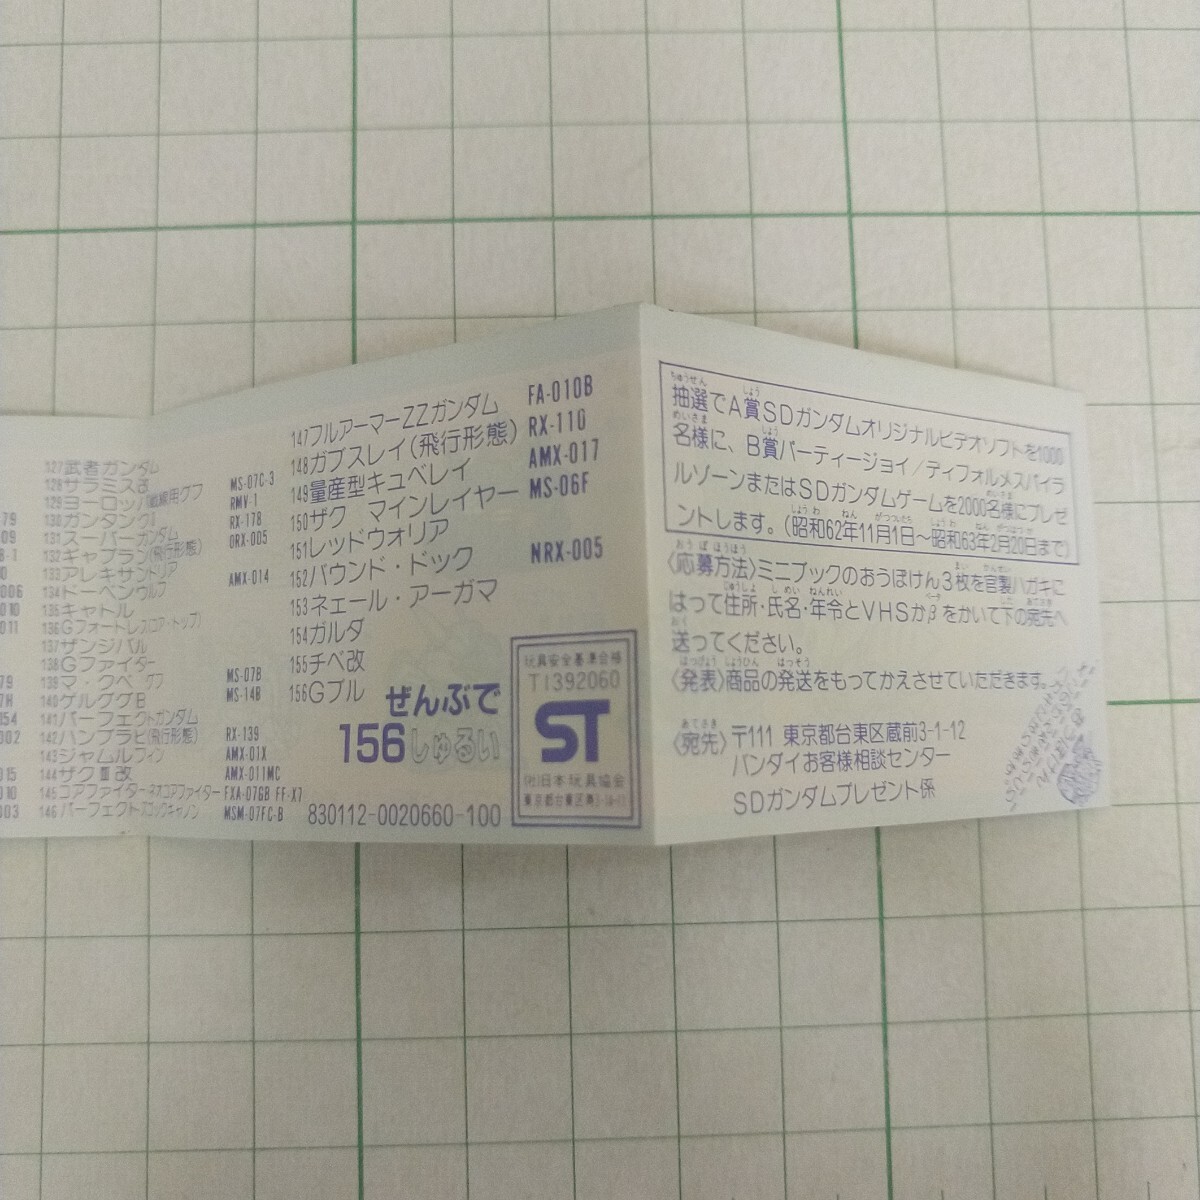 79
09
006
010
011
79
7H
154
002
015
010
003
127武者ガンダム
128サラミス改
129ヨーロッパ戦線用グフ MS-07C-3
130ガンタンクI RMV-1
131スーパーガンダム RX-178
132ギャプラン(飛行形態) ORX-005
133アレキサンドリア
134ドーベンウルフ AMX-014
135キャトル
136Gフォートレス(コア・トップ)
137ザンジバル
138Gファイター
139マ・クベ・グフ MS-07B
140ゲルググB MS-14B
141パーフェクトガンダム
142ハンブラビ(飛行形態) RX-139
143ジャムルフィン AMX-01X
144ザクⅢ改 AMX-011MC
145コアファイター・ネオコアファイター FXA-07GB FF-X7
146パーフェクトズゴックキャノン MSM-07FC-B
147フルアーマーZZガンダム FA-010B
148ガブスレイ(飛行形態) RX-110
149量産型キュベレイ AMX-017
150ザク マインレイヤー MS-06F
151レッドウォリア
152バウンド・ドック NRX-005
153ネェール・アーガマ
154ガルダ
155チベ改
156Gブル
ぜんぶで
156しゅるい
830112-0020660-100
玩具安全基準合格
T1392060
ST
(社)日本玩具協会
抽選でA賞SDガンダムオリジナルビデオソフトを1000
名様に、B賞パーティージョイ/ディフォルメスパイラ
ルゾーンまたはSDガンダムゲームを2000名様にプレゼ
ントします。(昭和62年11月1日〜昭和63年2月20日まで)
〈応募方法〉ミニブックのおうぼけん3枚を官製ハガキに
はって住所・氏名・年令とVHSかβをかいて下の宛先へ
送ってください。
〈発表〉商品の発送をもってかえさせていただきます。
〈宛先〉〒111 東京都台東区蔵前3-1-12
バンダイお客様相談センター
SDガンダムプレゼント係